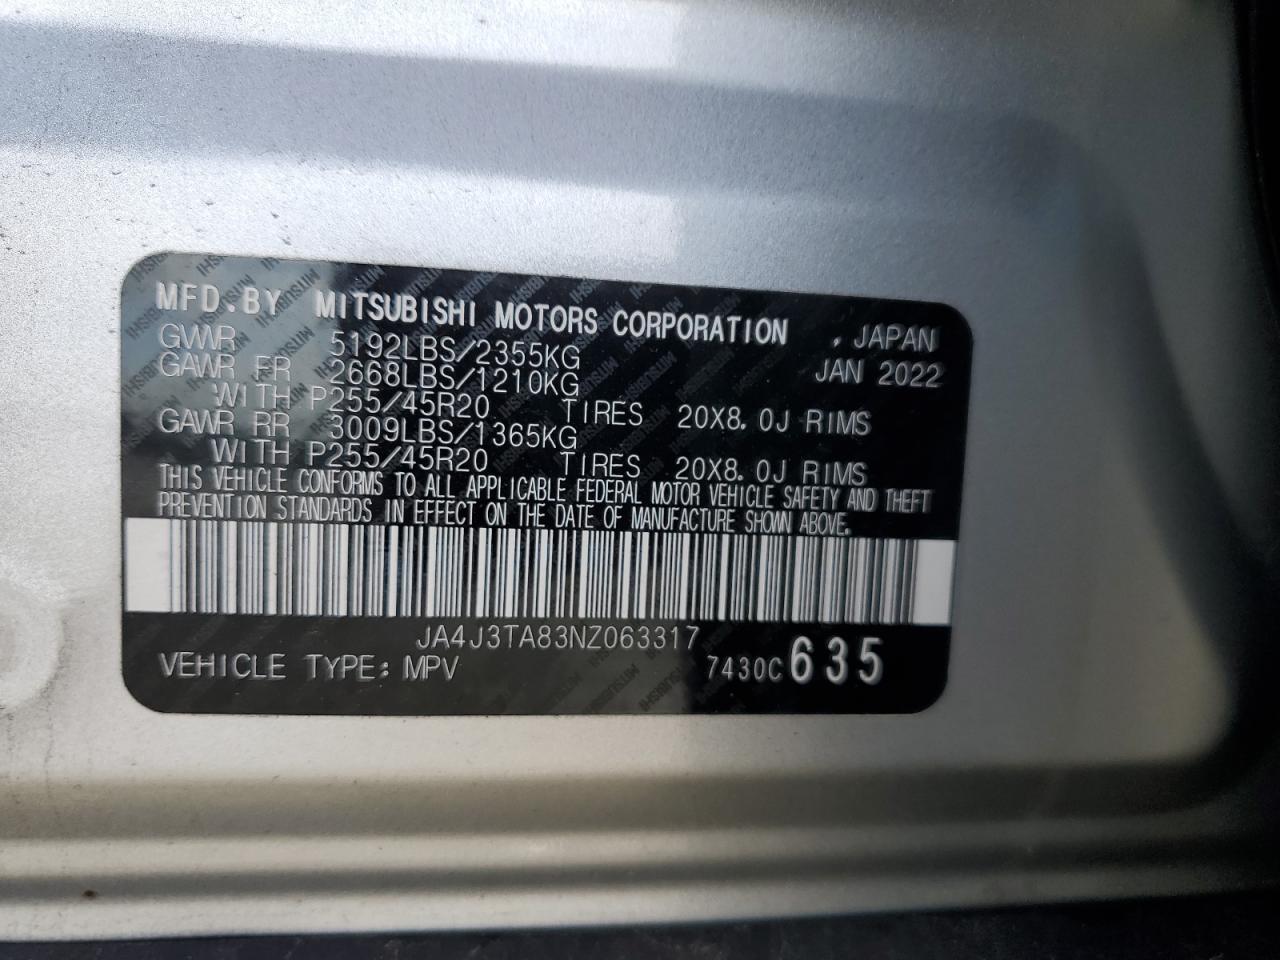 MFD.BY MITSUBISHI MOTORS CORPORATION , JAPAN
GVWR 5192LBS/2355KG JAN 2022
GAWR FR 2668LBS/1210KG
WITH P255/45R20 TIRES 20X8.0J RIMS
GAWR RR 3009LBS/1365KG
WITH P255/45R20 TIRES 20X8.0J RIMS
THIS VEHICLE CONFORMS TO ALL APPLICABLE FEDERAL MOTOR VEHICLE SAFETY AND THEFT
PREVENTION STANDARDS IN EFFECT ON THE DATE OF MANUFACTURE SHOWN ABOVE.
JA4J3TA83NZ063317
VEHICLE TYPE: MPV 7430C 635